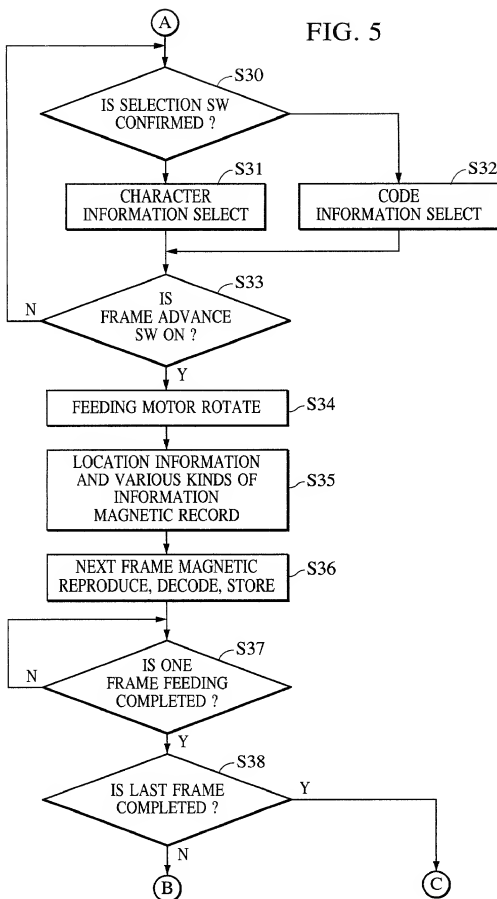 A
FIG. 5
S30
IS SELECTION SW
CONFIRMED ?
S31
CHARACTER
INFORMATION SELECT
S32
CODE
INFORMATION SELECT
S33
N
IS
FRAME ADVANCE
SW ON ?
Y
FEEDING MOTOR ROTATE
S34
LOCATION INFORMATION
AND VARIOUS KINDS OF
INFORMATION
MAGNETIC RECORD
S35
NEXT FRAME MAGNETIC
REPRODUCE, DECODE, STORE
S36
S37
N
IS ONE
FRAME FEEDING
COMPLETED ?
Y
S38
IS LAST FRAME
COMPLETED ?
Y
N
B
C